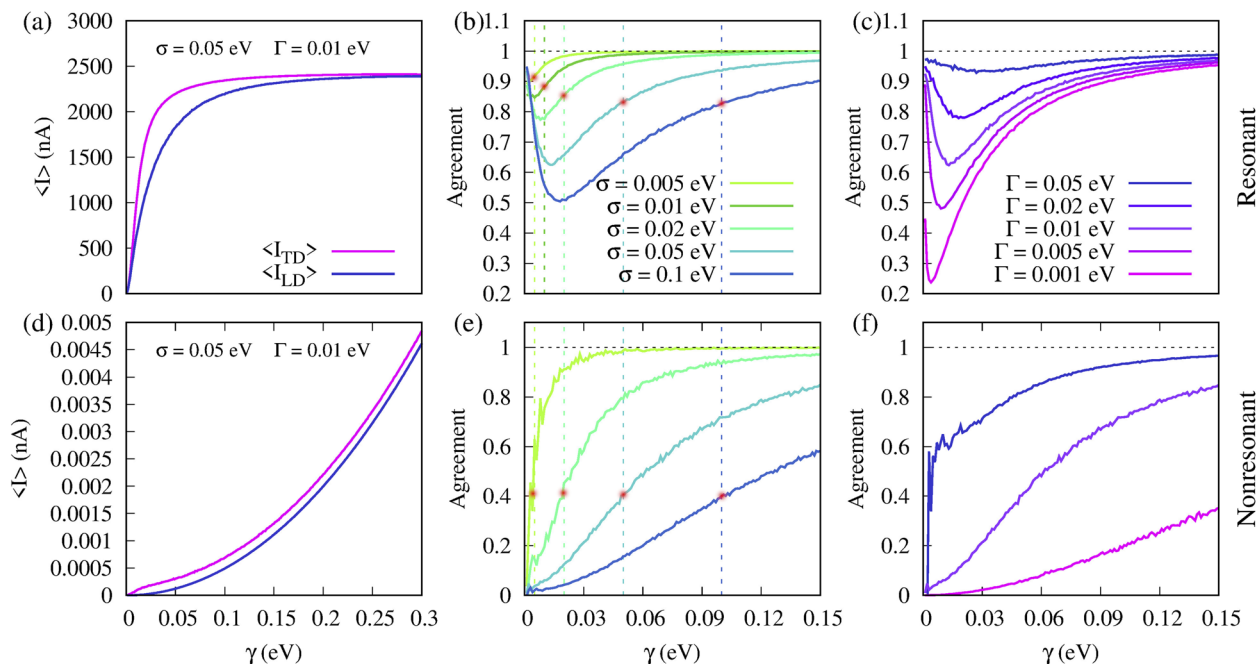 (a)
3000
2500
2000
1500
1000
500
0
<I> (nA)
σ = 0.05 eV Γ = 0.01 eV
<I_TD>
<I_LD>
(b)
1.1
1
0.9
0.8
0.7
0.6
0.5
0.4
0.3
0.2
Agreement
σ = 0.005 eV
σ = 0.01 eV
σ = 0.02 eV
σ = 0.05 eV
σ = 0.1 eV
(c)
1.1
1
0.9
0.8
0.7
0.6
0.5
0.4
0.3
0.2
Agreement
Γ = 0.05 eV
Γ = 0.02 eV
Γ = 0.01 eV
Γ = 0.005 eV
Γ = 0.001 eV
Resonant
(d)
0.005
0.0045
0.004
0.0035
0.003
0.0025
0.002
0.0015
0.001
0.0005
0
<I> (nA)
σ = 0.05 eV Γ = 0.01 eV
0 0.05 0.1 0.15 0.2 0.25 0.3
γ (eV)
(e)
1
0.8
0.6
0.4
0.2
0
Agreement
0 0.03 0.06 0.09 0.12 0.15
γ (eV)
(f)
1
0.8
0.6
0.4
0.2
0
Agreement
0 0.03 0.06 0.09 0.12 0.15
γ (eV)
Nonresonant